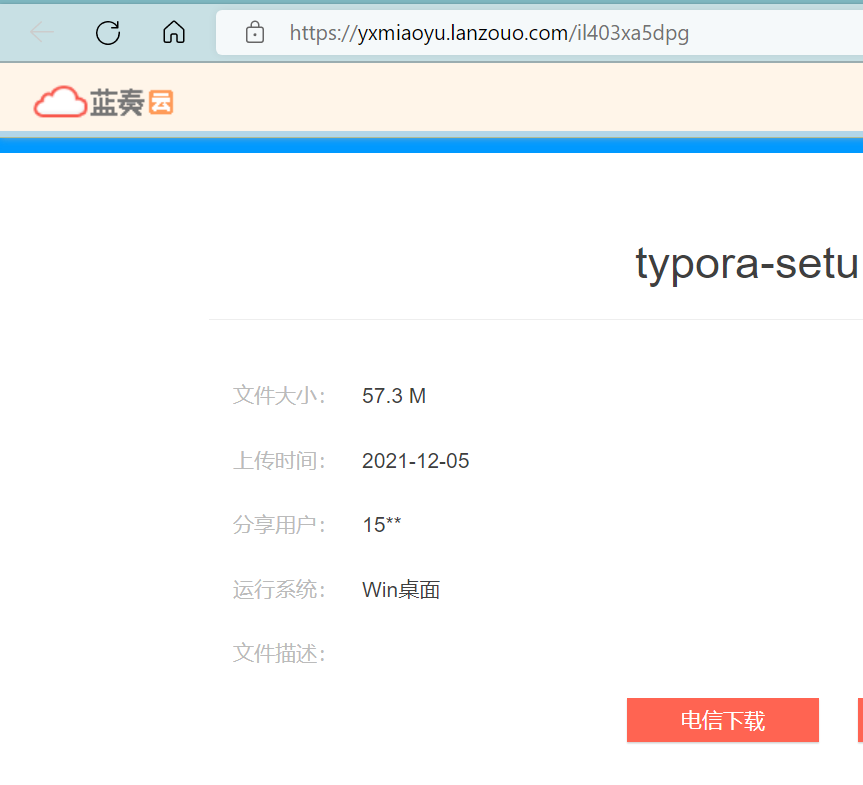 https://yxmiaoyu.lanzouo.com/il403xa5dpg
蓝奏云
typora-setu
文件大小： 57.3 M
上传时间： 2021-12-05
分享用户： 15**
运行系统： Win桌面
文件描述：
电信下载